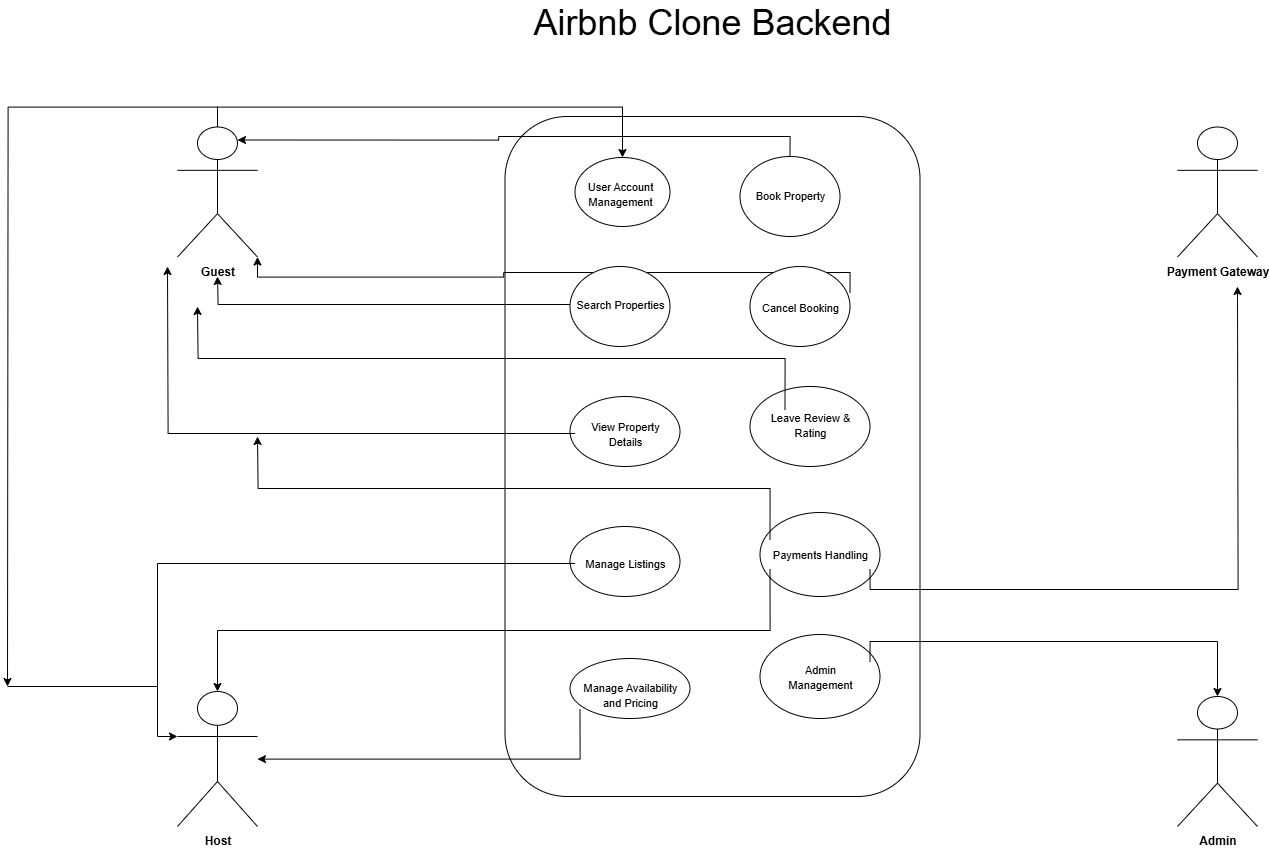 Airbnb Clone Backend
User Account
Management
Book Property
Guest
Payment Gateway
Search Properties
Cancel Booking
View Property
Details
Leave Review &
Rating
Manage Listings
Payments Handling
Manage Availability
and Pricing
Admin
Management
Host
Admin